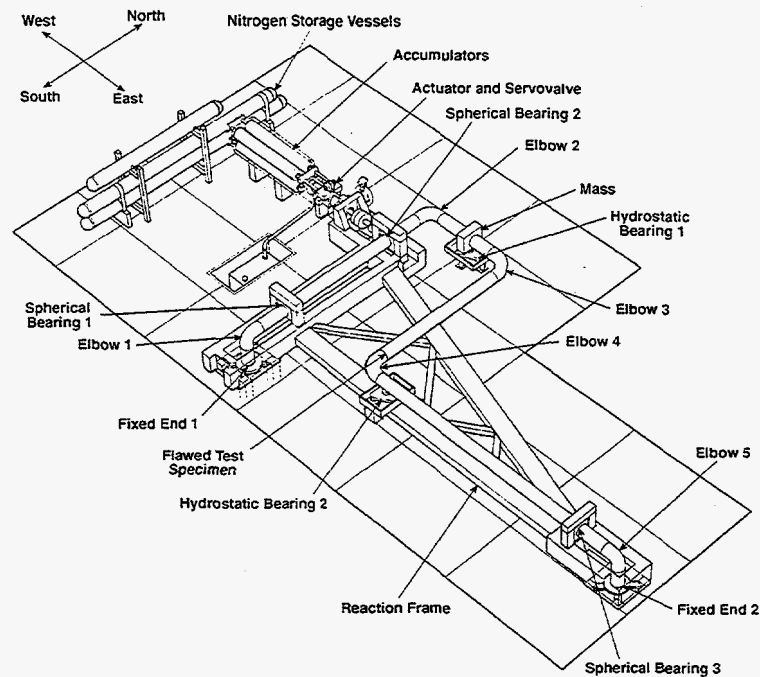 West
North
South
East
Nitrogen Storage Vessels
Accumulators
Actuator and Servovalve
Spherical Bearing 2
Elbow 2
Mass
Hydrostatic
Bearing 1
Elbow 3
Spherical
Bearing 1
Elbow 1
Elbow 4
Fixed End 1
Flawed Test
Specimen
Elbow 5
Hydrostatic Bearing 2
Reaction Frame
Fixed End 2
Spherical Bearing 3